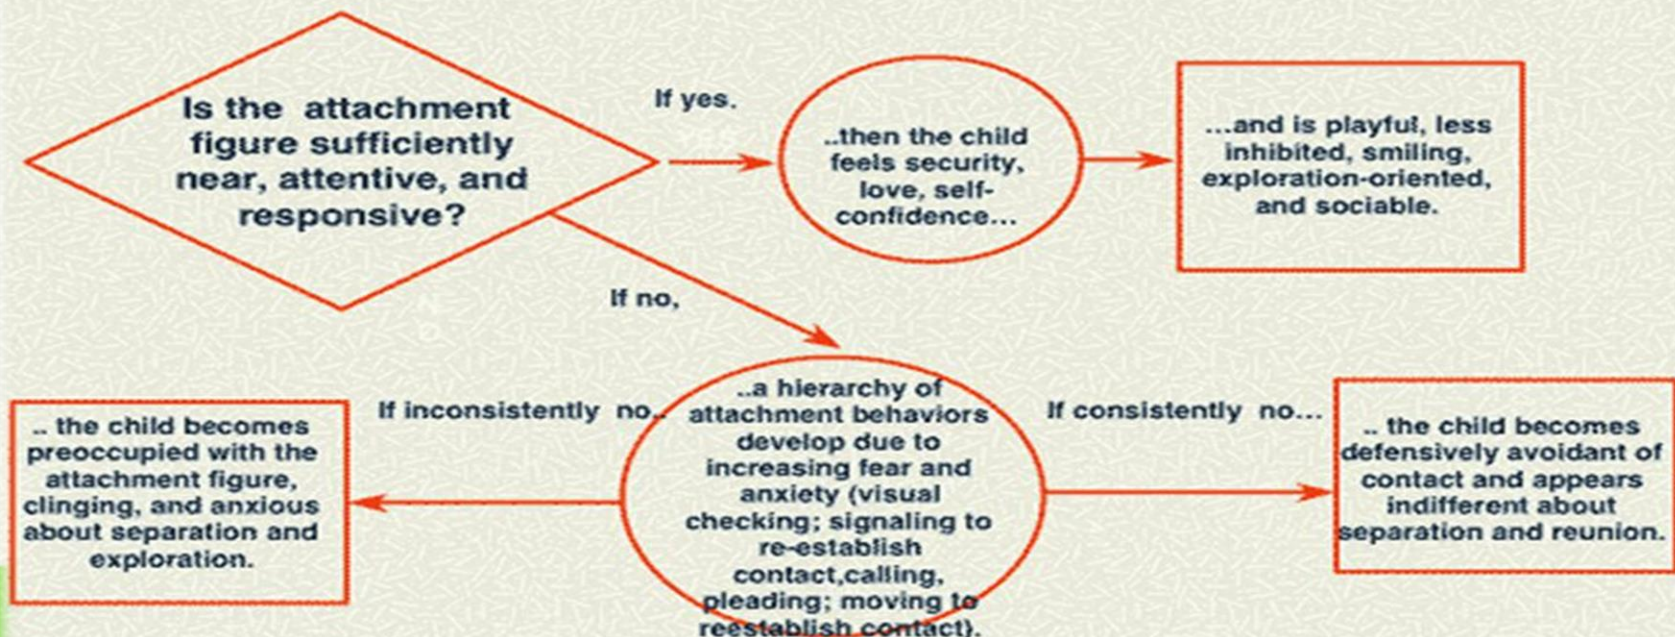 Is the attachment
figure sufficiently
near, attentive, and
responsive?
If yes.
..then the child
feels security,
love, self-
confidence...
...and is playful, less
inhibited, smiling,
exploration-oriented,
and sociable.
If no,
..a hierarchy of
attachment behaviors
develop due to
increasing fear and
anxiety (visual
checking; signaling to
re-establish
contact,calling,
pleading; moving to
reestablish contact).
If inconsistently no..
.. the child becomes
preoccupied with the
attachment figure,
clinging, and anxious
about separation and
exploration.
If consistently no...
.. the child becomes
defensively avoidant of
contact and appears
indifferent about
separation and reunion.